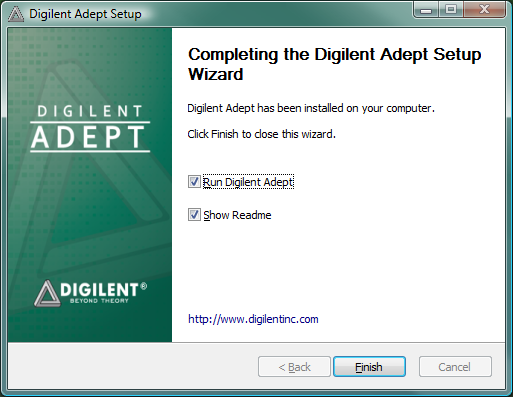 Digilent Adept Setup
DIGILENT
ADEPT
DIGILENT®
BEYOND THEORY
Completing the Digilent Adept Setup
Wizard
Digilent Adept has been installed on your computer.
Click Finish to close this wizard.
Run Digilent Adept
Show Readme
http://www.digilentinc.com
< Back
Finish
Cancel